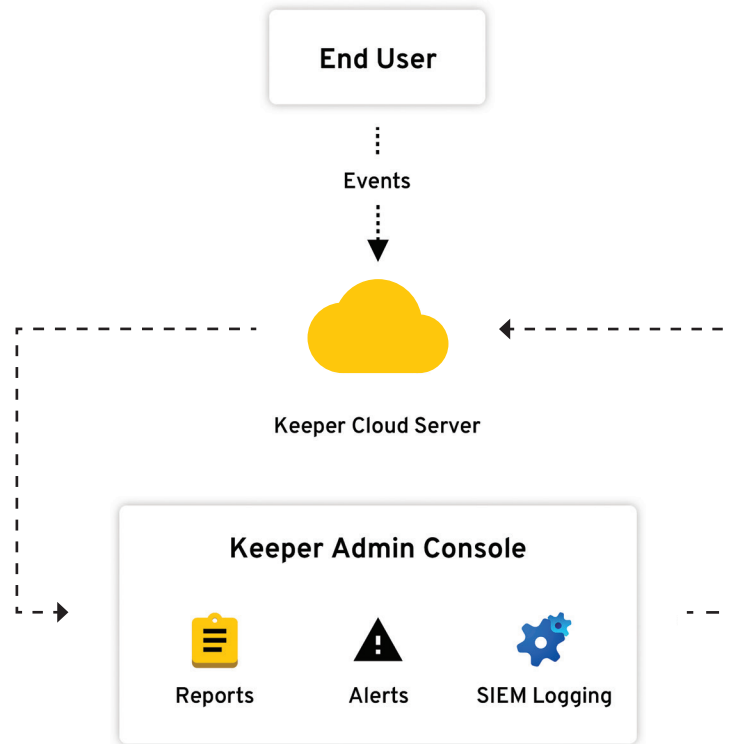 End User
Events
Keeper Cloud Server
Keeper Admin Console
Reports
Alerts
SIEM Logging